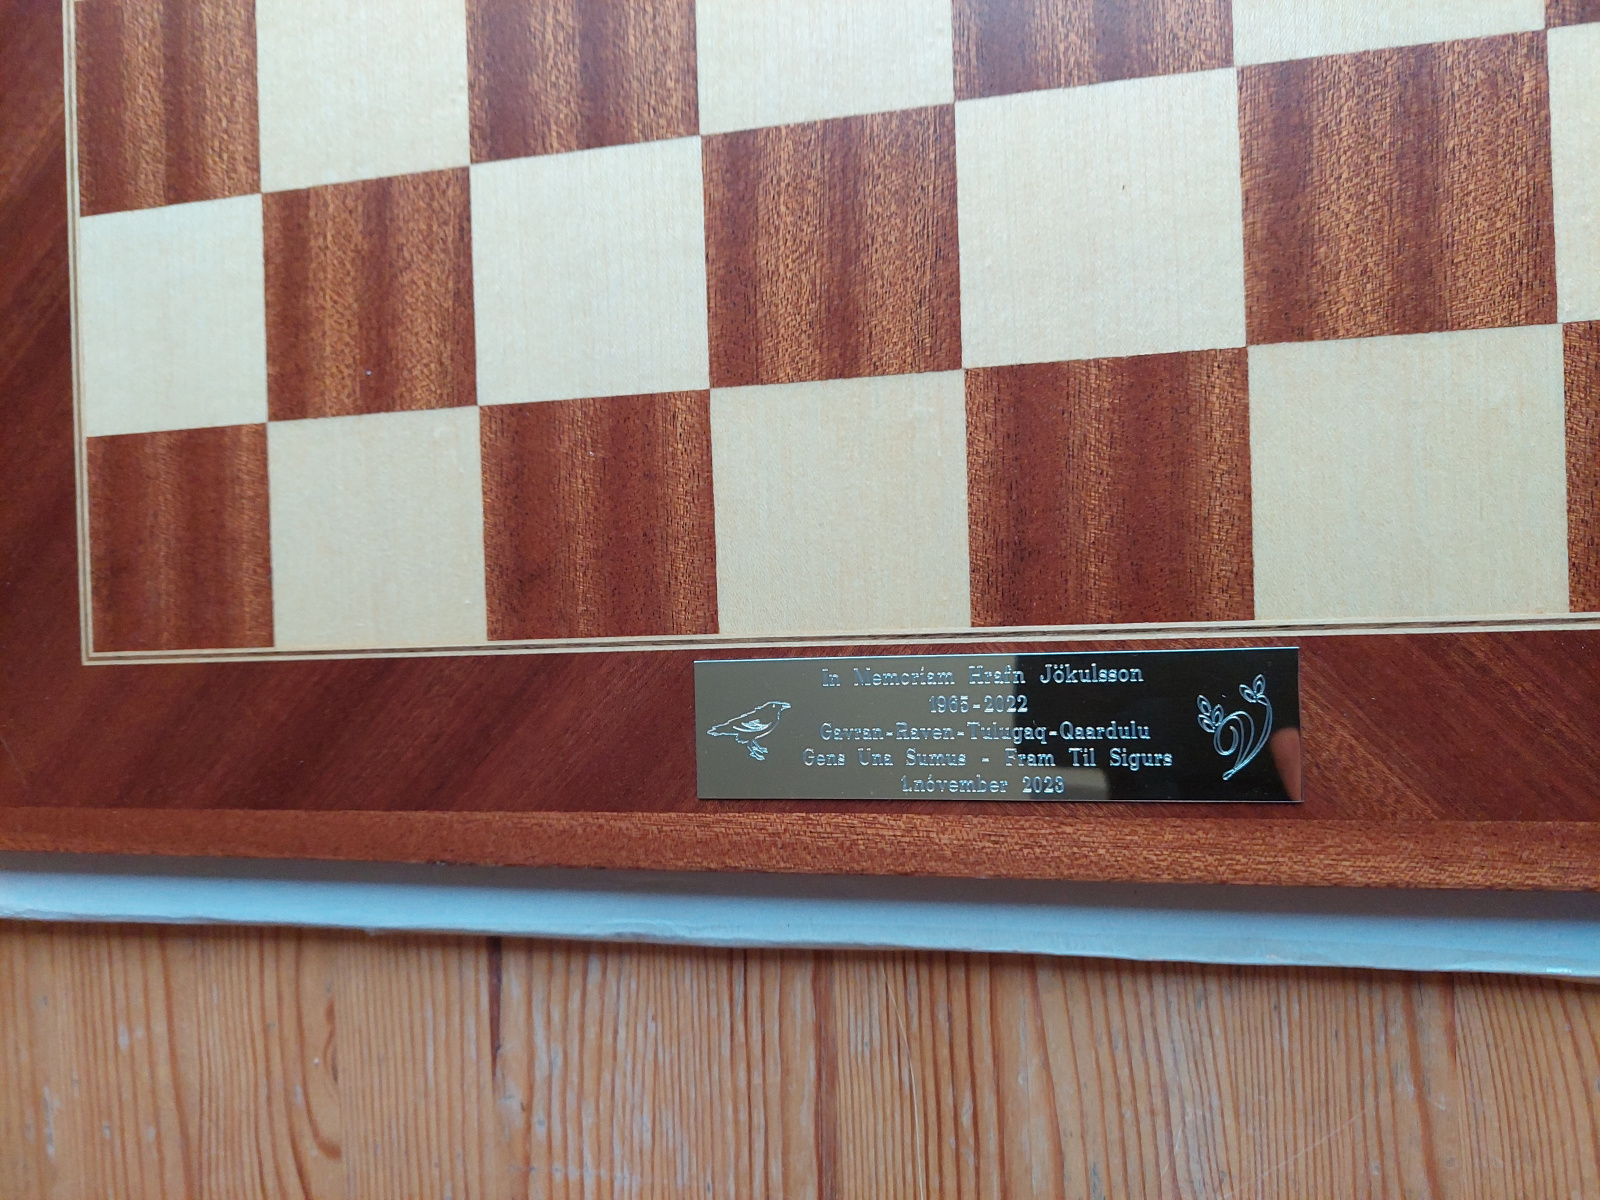 In Memoriam Hrafn Jökulsson
1965-2022
Gavran-Raven-Tulugaq-Qaardulu
Gens Una Sumus - Fram Til Sigurs
1.nóvember 2023